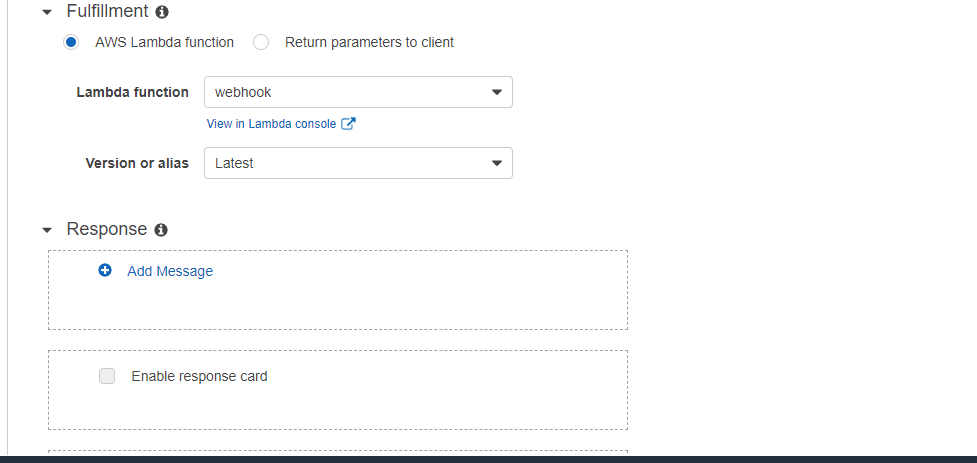 Fulfillment
AWS Lambda function Return parameters to client
Lambda function webhook
View in Lambda console
Version or alias Latest
Response
Add Message
Enable response card